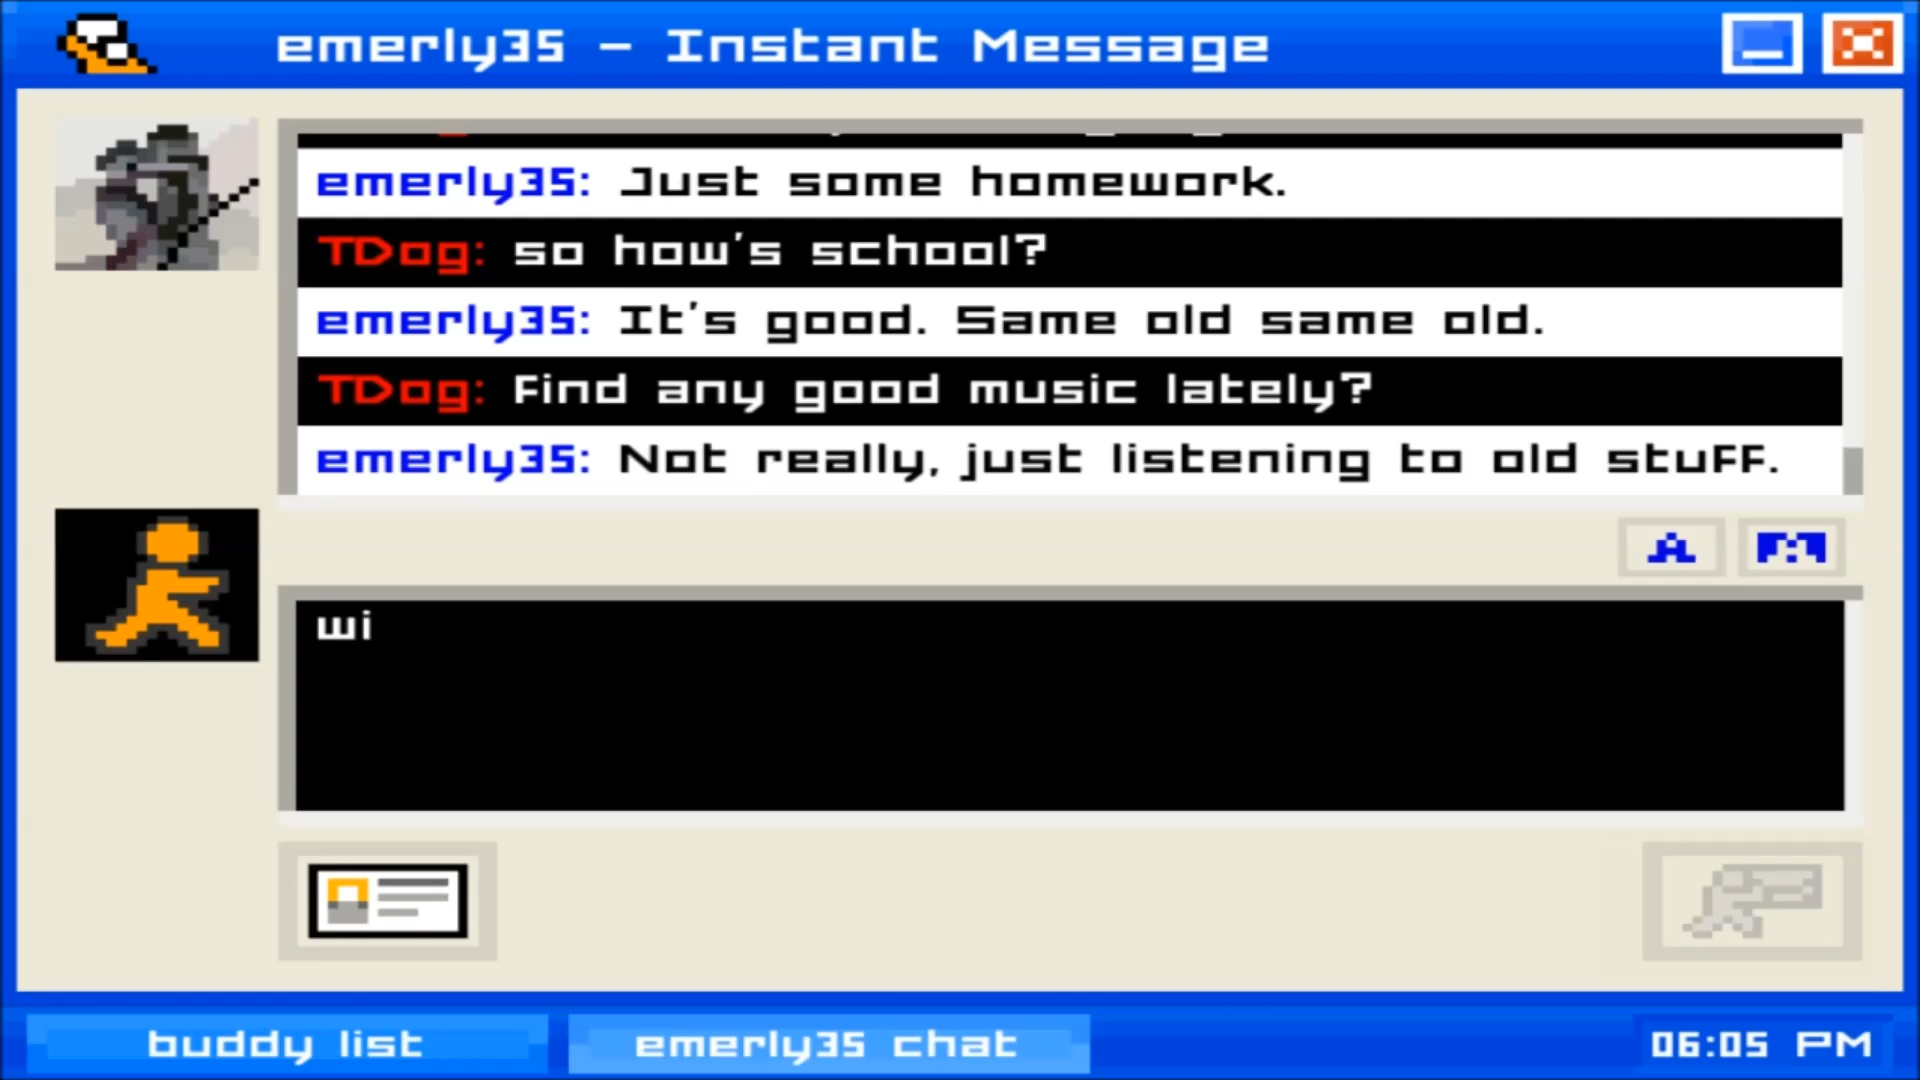 emerly35 - Instant Message
emerly35: Just some homework.
TDog: so how's school?
emerly35: It's good. Same old same old.
TDog: Find any good music lately?
emerly35: Not really, just listening to old stuff.
A
wi
buddy list
emerly35 chat
06:05 PM